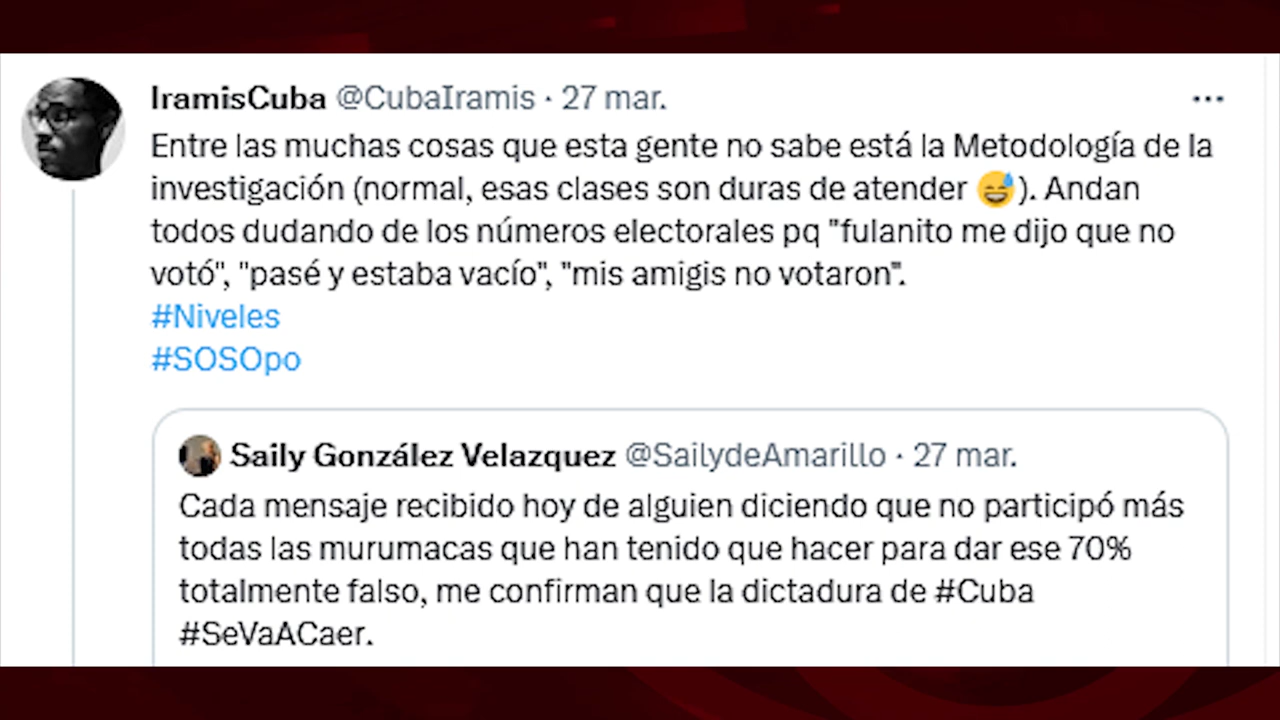 IramisCuba @CubaIramis · 27 mar.
Entre las muchas cosas que esta gente no sabe está la Metodología de la
investigación (normal, esas clases son duras de atender 😅). Andan
todos dudando de los números electorales pq "fulanito me dijo que no
votó", "pasé y estaba vacío", "mis amigis no votaron".
#Niveles
#SOSOpo
Saily González Velazquez @SailydeAmarillo · 27 mar.
Cada mensaje recibido hoy de alguien diciendo que no participó más
todas las murumacas que han tenido que hacer para dar ese 70%
totalmente falso, me confirman que la dictadura de #Cuba
#SeVaACaer.